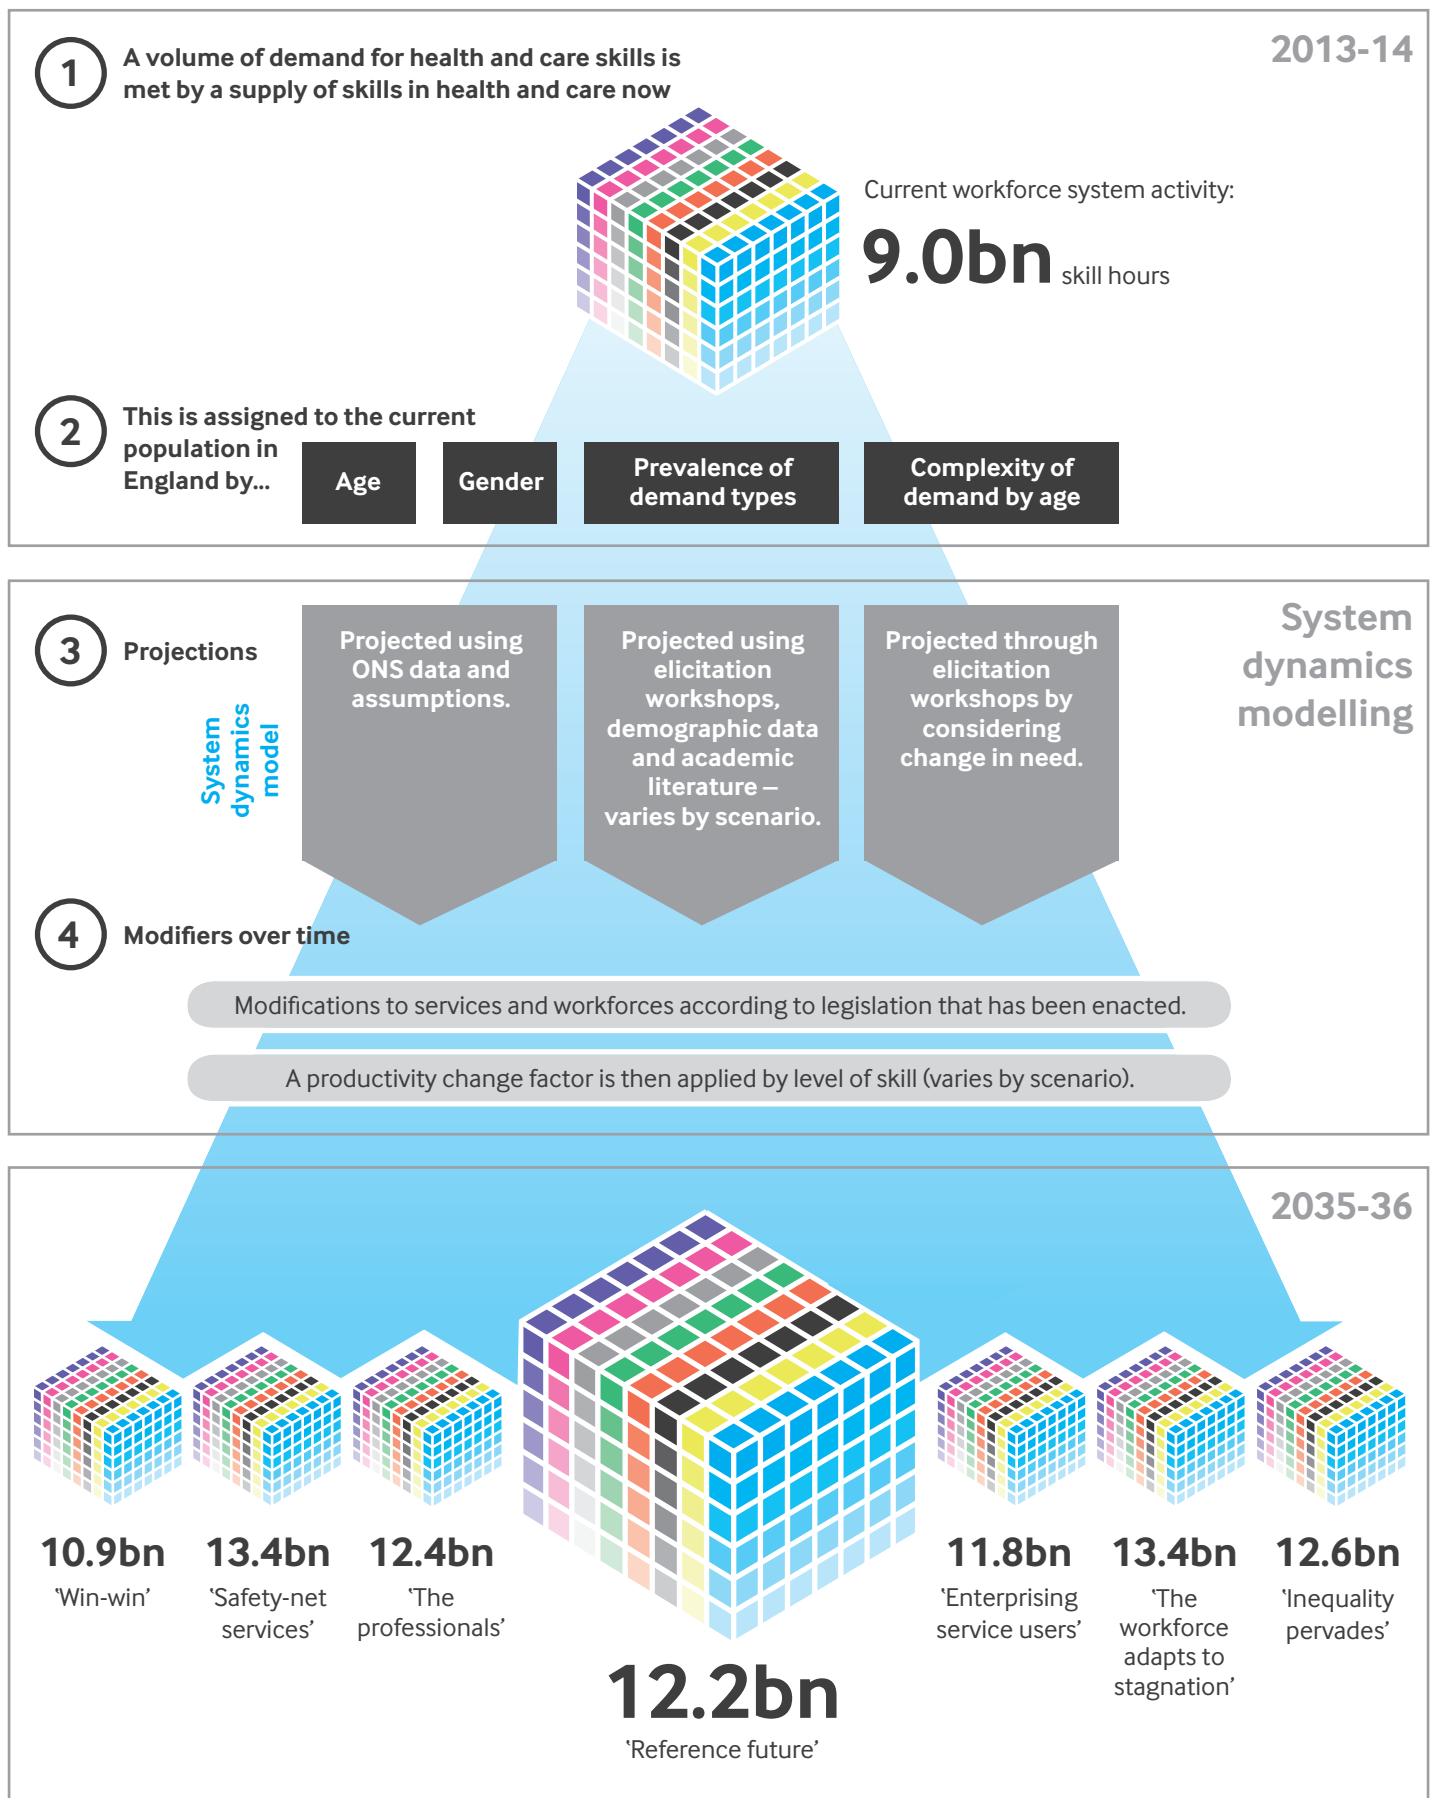 1
A volume of demand for health and care skills is
met by a supply of skills in health and care now
2013-14
Current workforce system activity:
9.0bn skill hours
2
This is assigned to the current
population in
England by...
Age
Gender
Prevalence of
demand types
Complexity of
demand by age
3
Projections
System
dynamics
model
Projected using
ONS data and
assumptions.
Projected using
elicitation
workshops,
demographic data
and academic
literature –
varies by scenario.
Projected through
elicitation
workshops by
considering
change in need.
System
dynamics
modelling
4
Modifiers over time
Modifications to services and workforces according to legislation that has been enacted.
A productivity change factor is then applied by level of skill (varies by scenario).
2035-36
10.9bn
‘Win-win’
13.4bn
‘Safety-net
services’
12.4bn
‘The
professionals’
12.2bn
‘Reference future’
11.8bn
‘Enterprising
service users’
13.4bn
‘The
workforce
adapts to
stagnation’
12.6bn
‘Inequality
pervades’